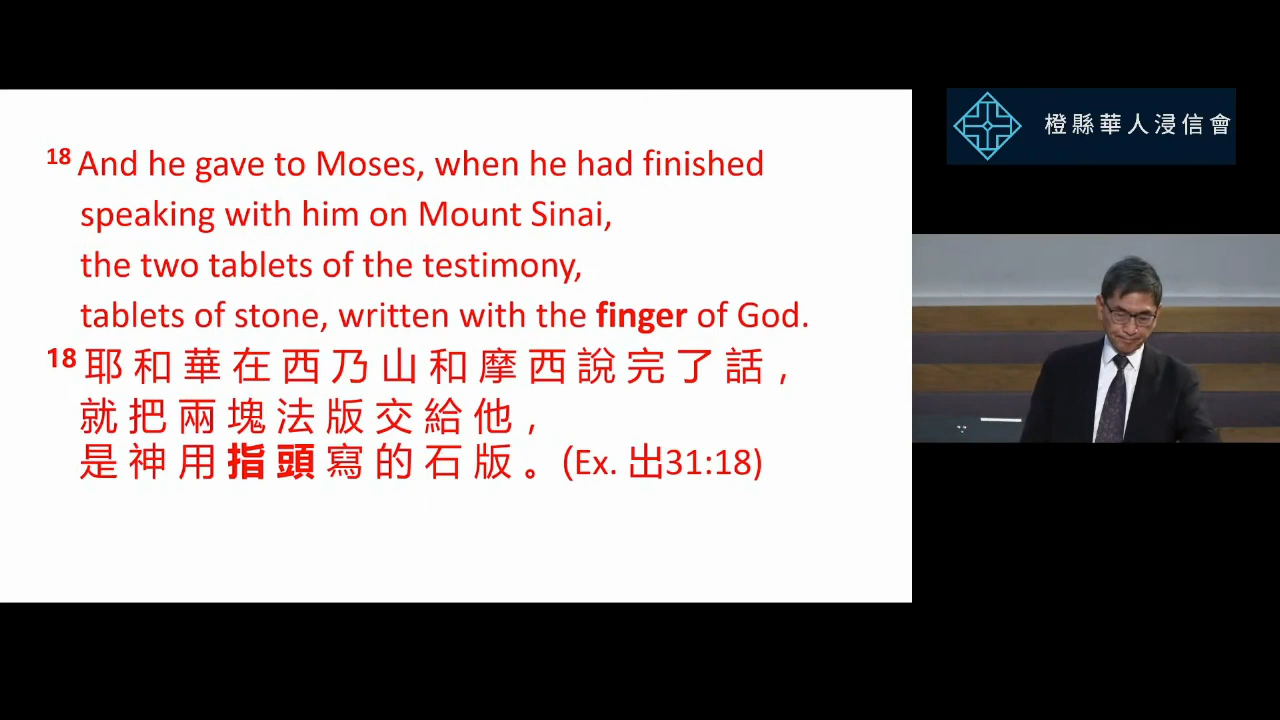 18 And he gave to Moses, when he had finished
speaking with him on Mount Sinai,
the two tablets of the testimony,
tablets of stone, written with the finger of God.
18 耶和華在西乃山和摩西說完了話，
就把兩塊法版交給他，
是神用指頭寫的石版。(Ex. 出31:18)
橙縣華人浸信會